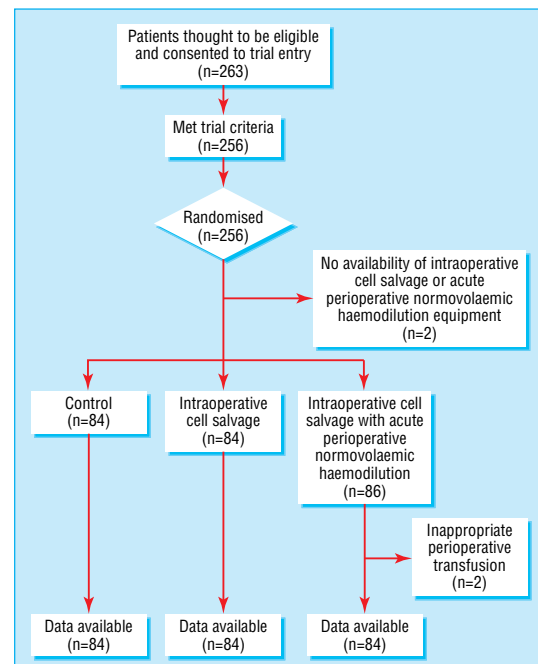 Patients thought to be eligible
and consented to trial entry
(n=263)
Met trial criteria
(n=256)
Randomised
(n=256)
No availability of intraoperative
cell salvage or acute
perioperative normovolaemic
haemodilution equipment
(n=2)
Control
(n=84)
Intraoperative
cell salvage
(n=84)
Intraoperative cell
salvage with acute
perioperative
normovolaemic
haemodilution
(n=86)
Inappropriate
perioperative
transfusion
(n=2)
Data available
(n=84)
Data available
(n=84)
Data available
(n=84)